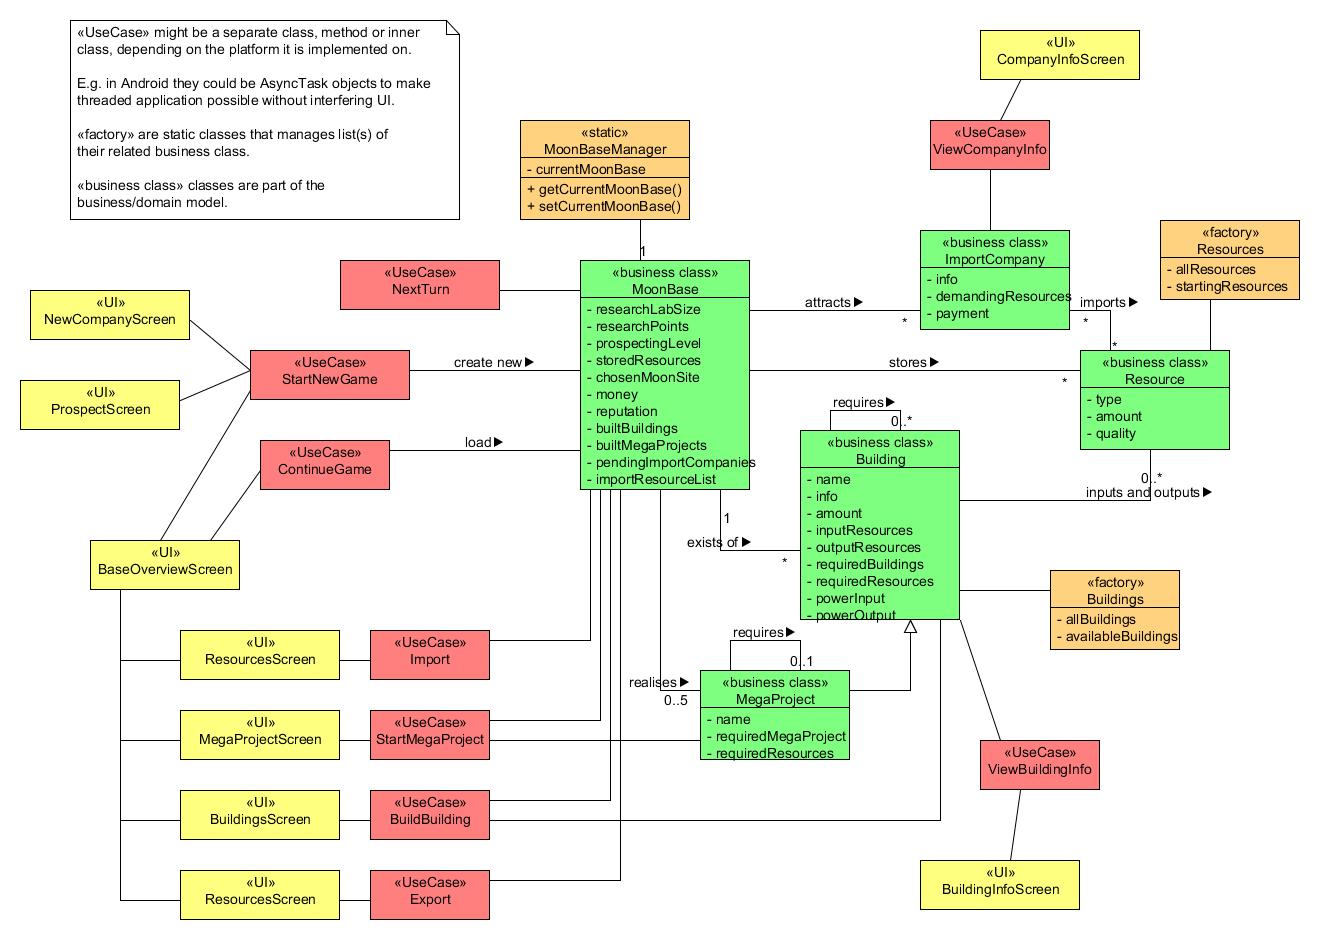 «UseCase» might be a separate class, method or inner
class, depending on the platform it is implemented on.
E.g. in Android they could be AsyncTask objects to make
threaded application possible without interfering UI.
«factory» are static classes that manages list(s) of
their related business class.
«business class» classes are part of the
business/domain model.
«UI»
CompanyInfoScreen
«static»
MoonBaseManager
- currentMoonBase
+ getCurrentMoonBase()
+ setCurrentMoonBase()
1
«UseCase»
ViewCompanyInfo
«business class»
ImportCompany
- info
- demandingResources
- payment
«factory»
Resources
- allResources
- startingResources
«UseCase»
NextTurn
«business class»
MoonBase
- researchLabSize
- researchPoints
- prospectingLevel
- storedResources
- chosenMoonSite
- money
- reputation
- builtBuildings
- builtMegaProjects
- pendingImportCompanies
- importResourceList
attracts ▶
*
imports ▶
*
*
«UI»
NewCompanyScreen
«UI»
ProspectScreen
«UseCase»
StartNewGame
create new ▶
stores ▶
*
«business class»
Resource
- type
- amount
- quality
«UseCase»
ContinueGame
load ▶
requires ▶
0..*
«business class»
Building
- name
- info
- amount
- inputResources
- outputResources
- requiredBuildings
- requiredResources
- powerInput
- powerOutput
0..*
inputs and outputs ▶
1
exists of ▶
*
«UI»
BaseOverviewScreen
«factory»
Buildings
- allBuildings
- availableBuildings
«UI»
ResourcesScreen
«UseCase»
Import
requires ▶
0..1
realises ▶
0..5
«business class»
MegaProject
- name
- requiredMegaProject
- requiredResources
«UI»
MegaProjectScreen
«UseCase»
StartMegaProject
«UseCase»
ViewBuildingInfo
«UI»
BuildingsScreen
«UseCase»
BuildBuilding
«UI»
ResourcesScreen
«UseCase»
Export
«UI»
BuildingInfoScreen